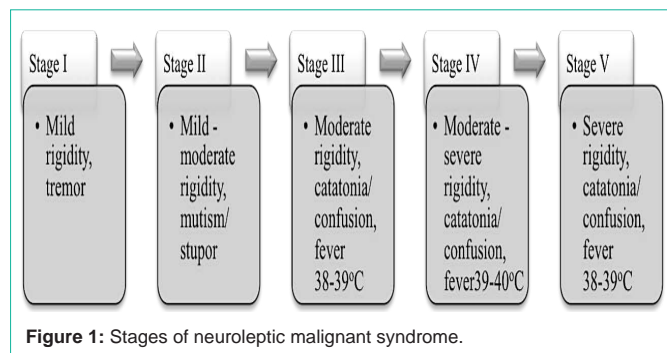 Stage I
• Mild
rigidity,
tremor
Stage II
• Mild -
moderate
rigidity,
mutism/
stupor
Stage III
• Moderate
rigidity,
catatonia/
confusion,
fever
38-39ºC
Stage IV
• Moderate -
severe
rigidity,
catatonia/
confusion,
fever39-40ºC
Stage V
• Severe
rigidity,
catatonia/
confusion,
fever
38-39ºC
Figure 1: Stages of neuroleptic malignant syndrome.